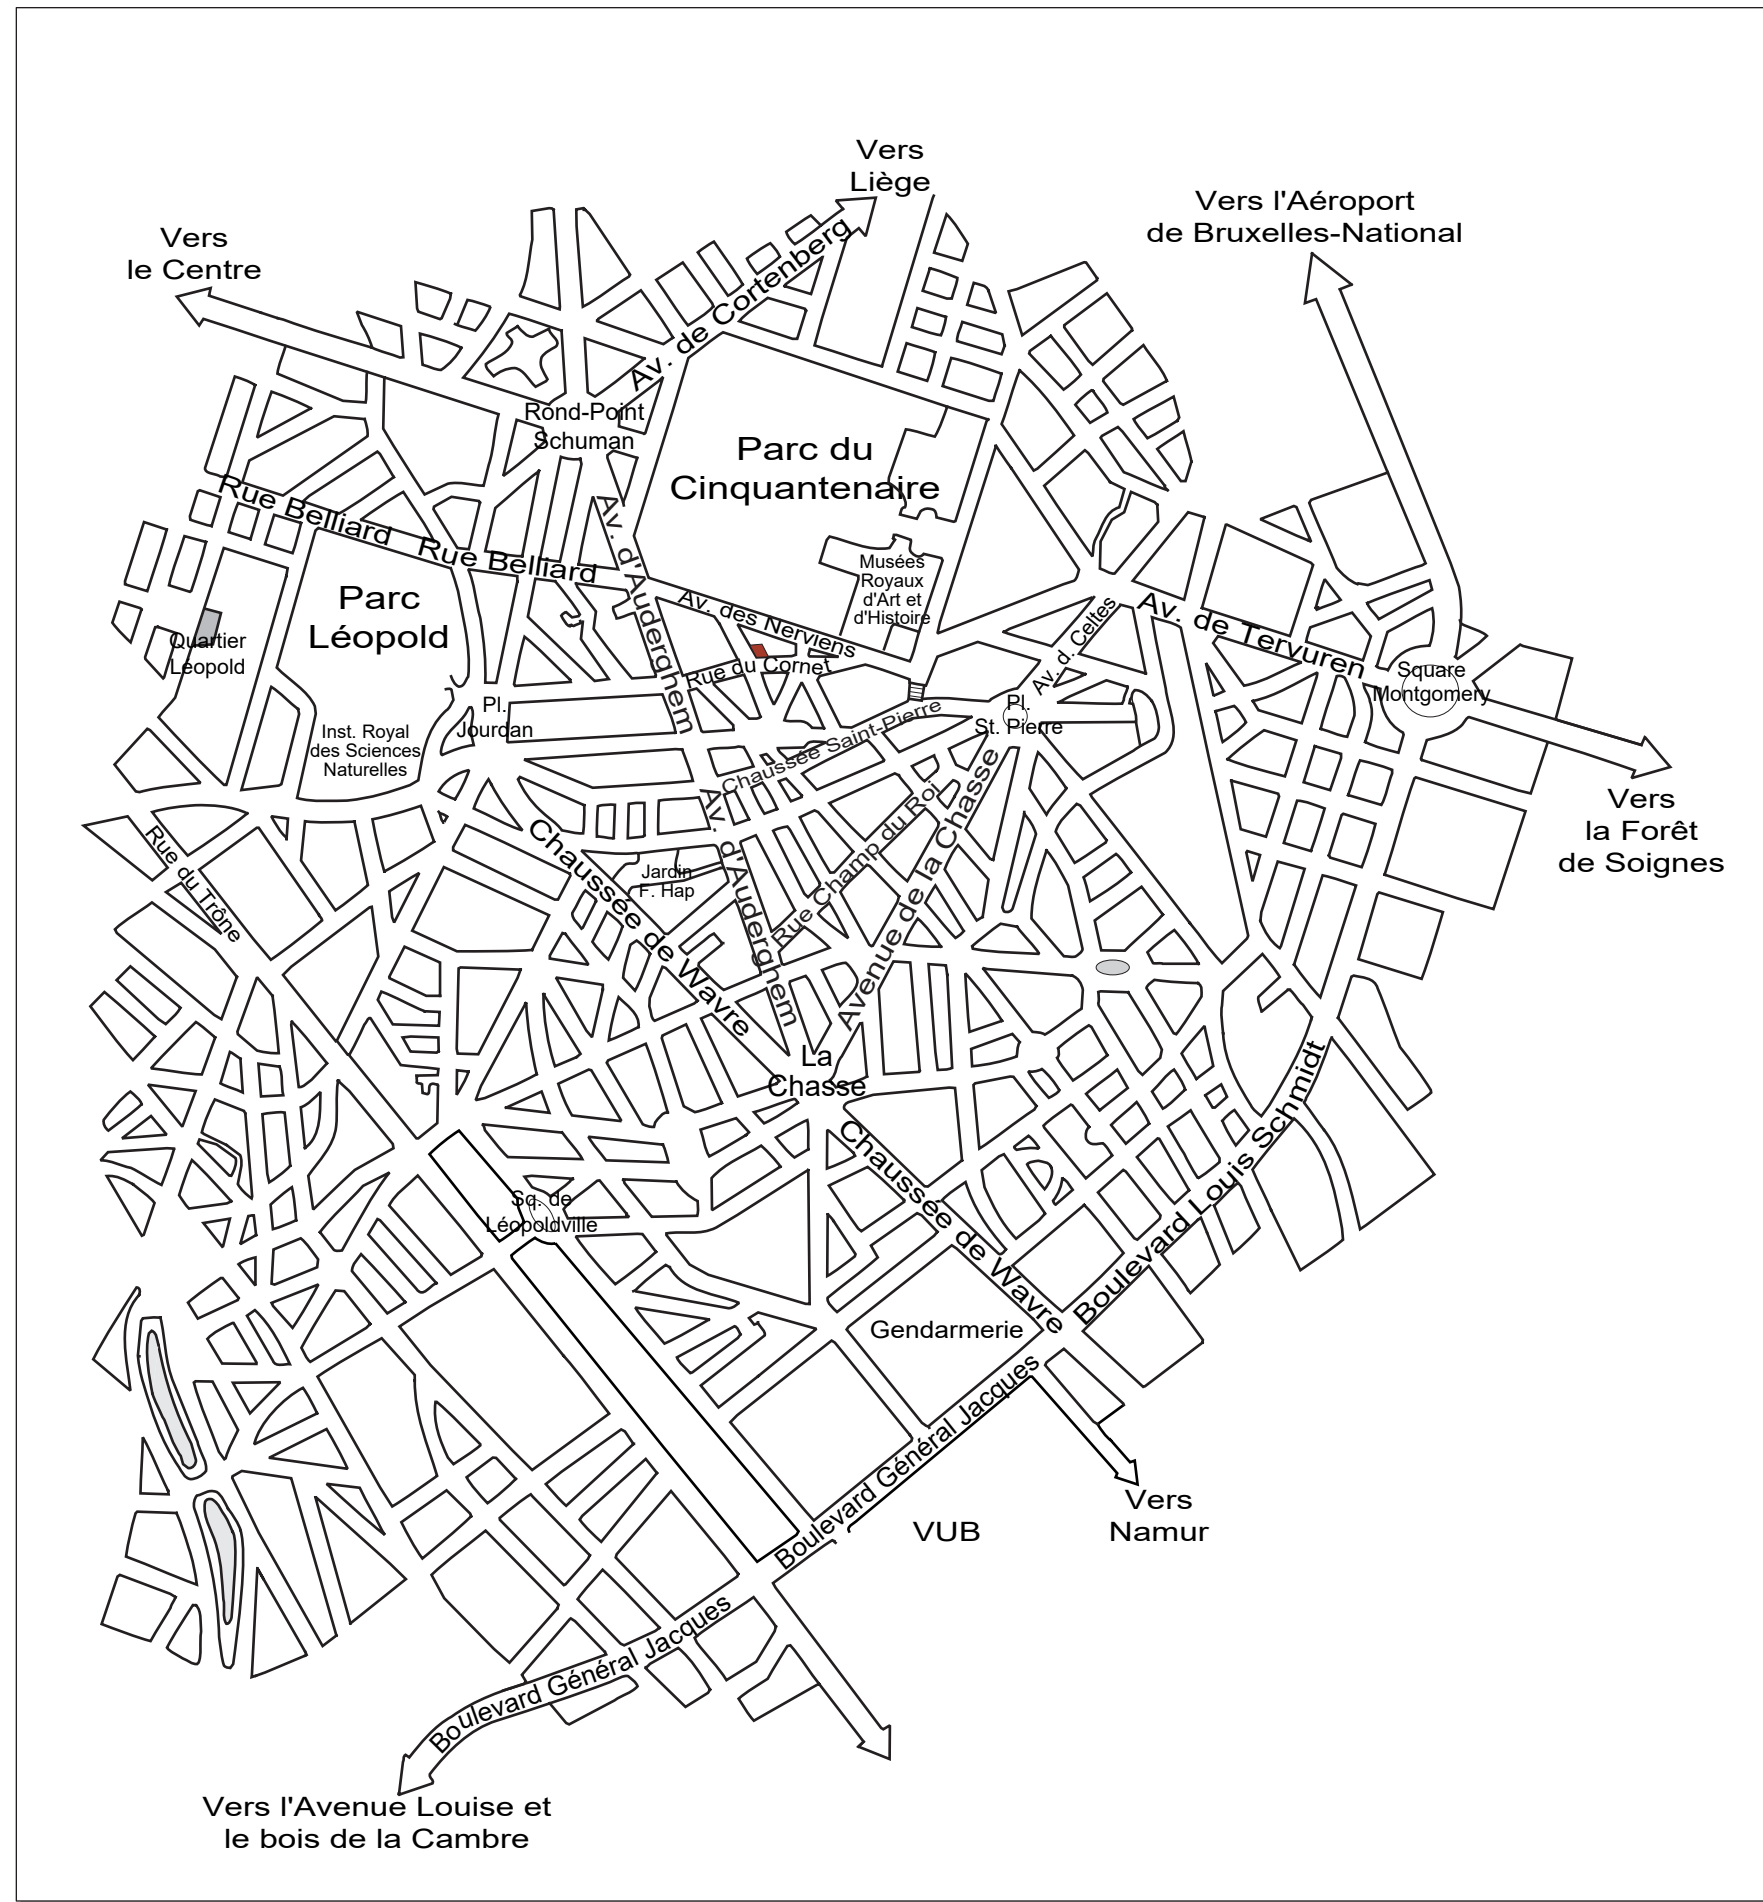 Vers
Liège
Vers l'Aéroport
de Bruxelles-National
Vers
le Centre
Av. de Cortenberg
Rond-Point
Schuman
Parc du
Cinquantenaire
Rue Belliard
Rue Belliard
Av. d'Auderghem
Musées
Royaux
d'Art et
d'Histoire
Parc
Léopold
Av. des Nerviens
Rue du Cornet
Av. d. Celtes
Av. de Tervuren
Quartier
Léopold
Square
Montgomery
Pl.
Jourdan
Pl.
St. Pierre
Inst. Royal
des Sciences
Naturelles
Chaussée Saint-Pierre
Vers
la Forêt
de Soignes
Rue du Trône
Chaussée de Wavre
Jardin
F. Hap
Av. d'Auderghem
Rue Champ du Roi
Avenue de la Chasse
La
Chasse
Chaussée de Wavre
Boulevard Louis Schmidt
Sq. de
Léopoldville
Gendarmerie
Boulevard Général Jacques
VUB
Vers
Namur
Boulevard Général Jacques
Vers l'Avenue Louise et
le bois de la Cambre